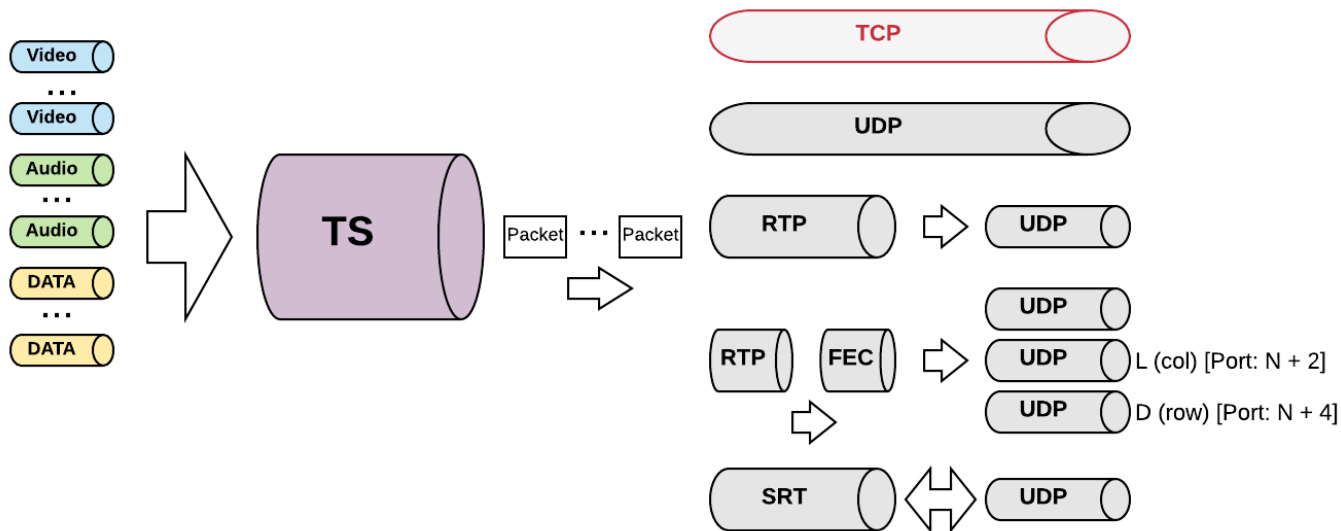 Video
...
Video
Audio
...
Audio
DATA
...
DATA
TS
Packet ... Packet
TCP
UDP
RTP
UDP
RTP
FEC
UDP
UDP L (col) [Port: N + 2]
UDP D (row) [Port: N + 4]
SRT
UDP